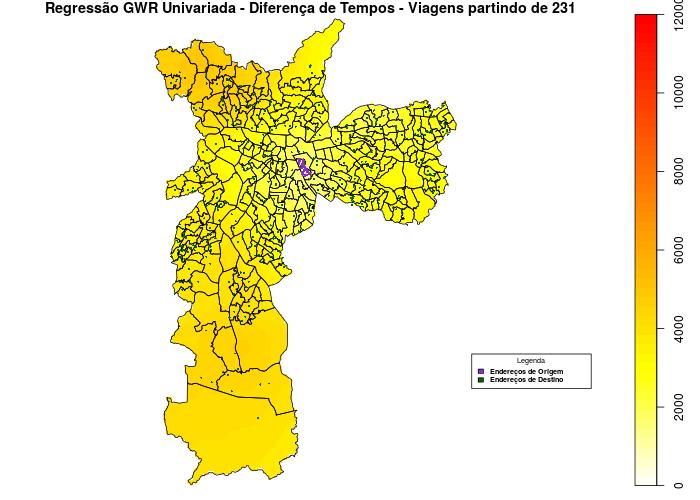 Regressão GWR Univariada - Diferença de Tempos - Viagens partindo de 231
12000
10000
8000
6000
4000
2000
0
Legenda
Endereços de Origem
Endereços de Destino